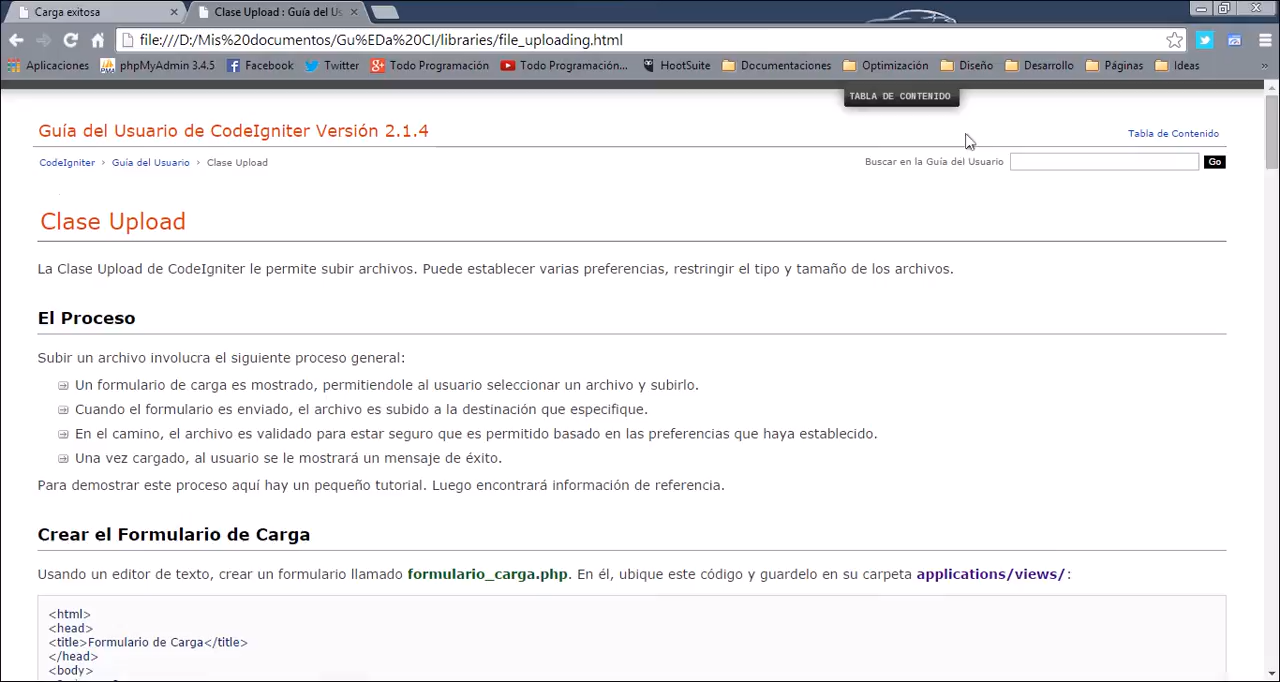 Carga exitosa
Clase Upload : Guía del Us
file:///D:/Mis%20documentos/Gu%EDa%20CI/libraries/file_uploading.html
Aplicaciones phpMyAdmin 3.4.5 Facebook Twitter Todo Programación Todo Programación... HootSuite Documentaciones Optimización Diseño Desarrollo Páginas Ideas »
TABLA DE CONTENIDO
Guía del Usuario de CodeIgniter Versión 2.1.4
Tabla de Contenido
CodeIgniter › Guía del Usuario › Clase Upload
Buscar en la Guía del Usuario Go
Clase Upload
La Clase Upload de CodeIgniter le permite subir archivos. Puede establecer varias preferencias, restringir el tipo y tamaño de los archivos.
El Proceso
Subir un archivo involucra el siguiente proceso general:
Un formulario de carga es mostrado, permitiendole al usuario seleccionar un archivo y subirlo.
Cuando el formulario es enviado, el archivo es subido a la destinación que especifique.
En el camino, el archivo es validado para estar seguro que es permitido basado en las preferencias que haya establecido.
Una vez cargado, al usuario se le mostrará un mensaje de éxito.
Para demostrar este proceso aquí hay un pequeño tutorial. Luego encontrará información de referencia.
Crear el Formulario de Carga
Usando un editor de texto, crear un formulario llamado formulario_carga.php. En él, ubique este código y guardelo en su carpeta applications/views/:
<html>
<head>
<title>Formulario de Carga</title>
</head>
<body>